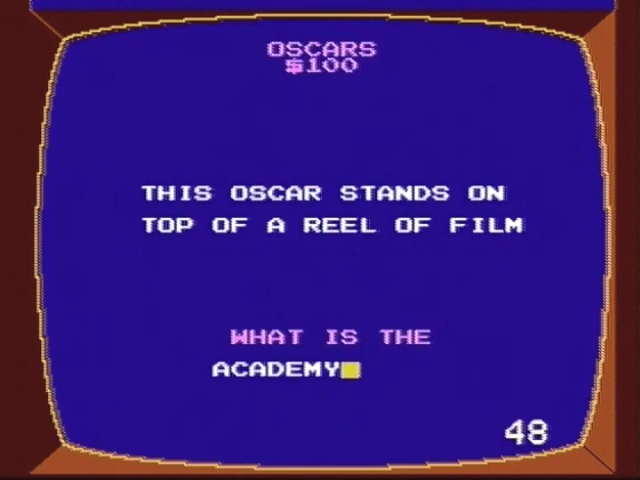 OSCARS
$100
THIS OSCAR STANDS ON
TOP OF A REEL OF FILM
WHAT IS THE
ACADEMY
48